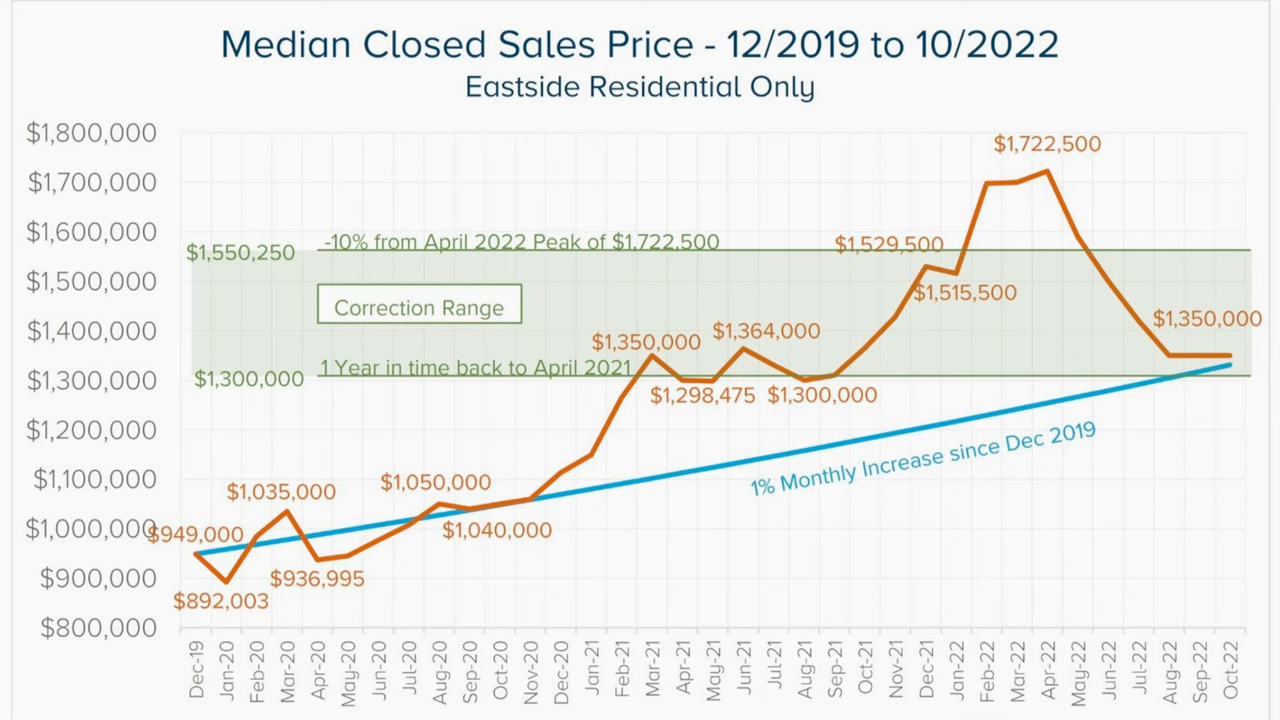 Median Closed Sales Price - 12/2019 to 10/2022
Eastside Residential Only
$1,800,000
$1,700,000
$1,600,000
$1,500,000
$1,400,000
$1,300,000
$1,200,000
$1,100,000
$1,000,000
$900,000
$800,000
$1,550,250
-10% from April 2022 Peak of $1,722,500
Correction Range
$1,300,000
1 Year in time back to April 2021
$949,000
$892,003
$1,035,000
$936,995
$1,050,000
$1,040,000
$1,350,000
$1,298,475
$1,364,000
$1,300,000
$1,529,500
$1,515,500
$1,722,500
$1,350,000
1% Monthly Increase since Dec 2019
Dec-19
Jan-20
Feb-20
Mar-20
Apr-20
May-20
Jun-20
Jul-20
Aug-20
Sep-20
Oct-20
Nov-20
Dec-20
Jan-21
Feb-21
Mar-21
Apr-21
May-21
Jun-21
Jul-21
Aug-21
Sep-21
Oct-21
Nov-21
Dec-21
Jan-22
Feb-22
Mar-22
Apr-22
May-22
Jun-22
Jul-22
Aug-22
Sep-22
Oct-22